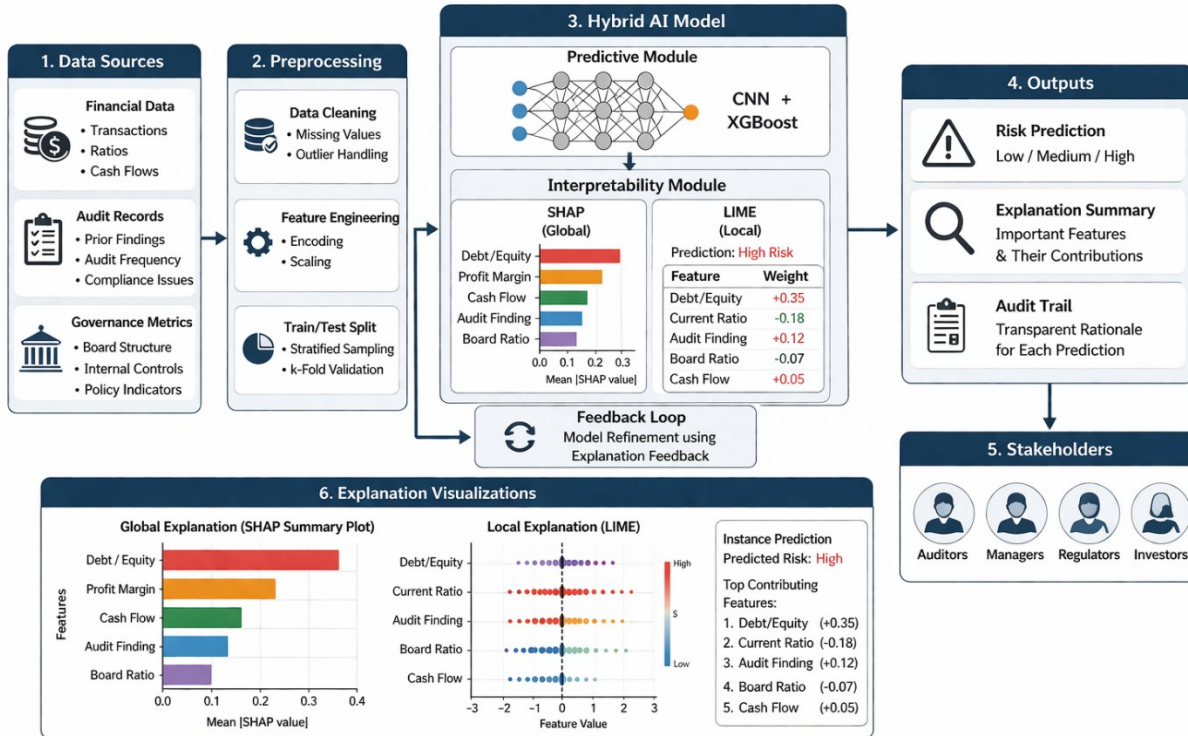 1. Data Sources
Financial Data
• Transactions
• Ratios
• Cash Flows
Audit Records
• Prior Findings
• Audit Frequency
• Compliance Issues
Governance Metrics
• Board Structure
• Internal Controls
• Policy Indicators
2. Preprocessing
Data Cleaning
• Missing Values
• Outlier Handling
Feature Engineering
• Encoding
• Scaling
Train/Test Split
• Stratified Sampling
• k-Fold Validation
3. Hybrid AI Model
Predictive Module
CNN +
XGBoost
Interpretability Module
SHAP
(Global)
Debt/Equity
Profit Margin
Cash Flow
Audit Finding
Board Ratio
0.0 0.1 0.2 0.3
Mean |SHAP value|
LIME
(Local)
Prediction: High Risk
Feature Weight
Debt/Equity +0.35
Current Ratio -0.18
Audit Finding +0.12
Board Ratio -0.07
Cash Flow +0.05
Feedback Loop
Model Refinement using
Explanation Feedback
4. Outputs
Risk Prediction
Low / Medium / High
Explanation Summary
Important Features
& Their Contributions
Audit Trail
Transparent Rationale
for Each Prediction
5. Stakeholders
Auditors Managers Regulators Investors
6. Explanation Visualizations
Global Explanation (SHAP Summary Plot)
Features
Debt / Equity
Profit Margin
Cash Flow
Audit Finding
Board Ratio
0.0 0.1 0.2 0.3 0.4
Mean |SHAP value|
Local Explanation (LIME)
Debt/Equity
Current Ratio
Audit Finding
Board Ratio
Cash Flow
-3 -2 -1 0 1 2 3
Feature Value
High
S
Low
Instance Prediction
Predicted Risk: High
Top Contributing
Features:
1. Debt/Equity (+0.35)
2. Current Ratio (-0.18)
3. Audit Finding (+0.12)
4. Board Ratio (-0.07)
5. Cash Flow (+0.05)